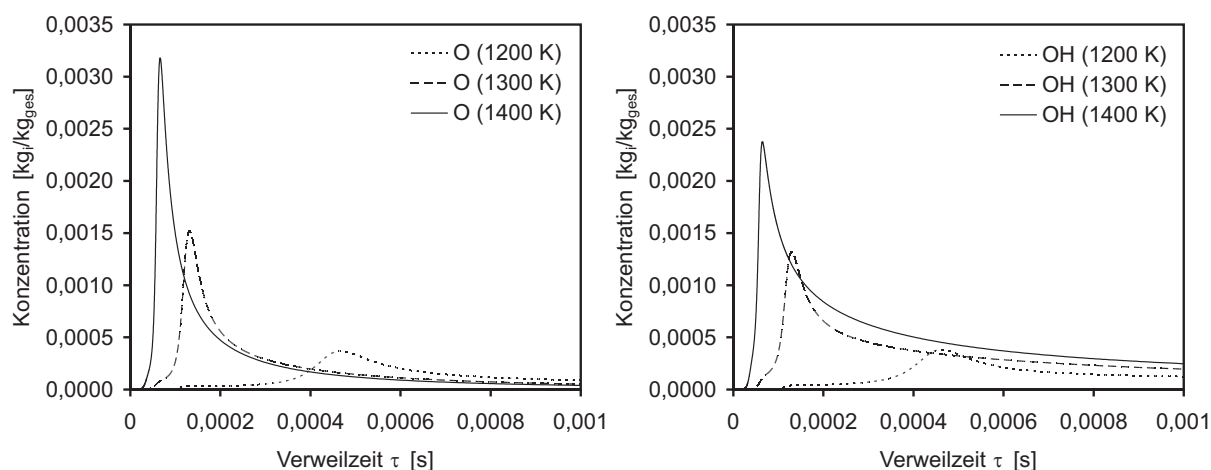 0,0035
0,0030
0,0025
0,0020
0,0015
0,0010
0,0005
0,0000
Konzentration [kgi/kgges]
O (1200 K)
O (1300 K)
O (1400 K)
0 0,0002 0,0004 0,0006 0,0008 0,001
Verweilzeit τ [s]
0,0035
0,0030
0,0025
0,0020
0,0015
0,0010
0,0005
0,0000
Konzentration [kgi/kgges]
OH (1200 K)
OH (1300 K)
OH (1400 K)
0 0,0002 0,0004 0,0006 0,0008 0,001
Verweilzeit τ [s]